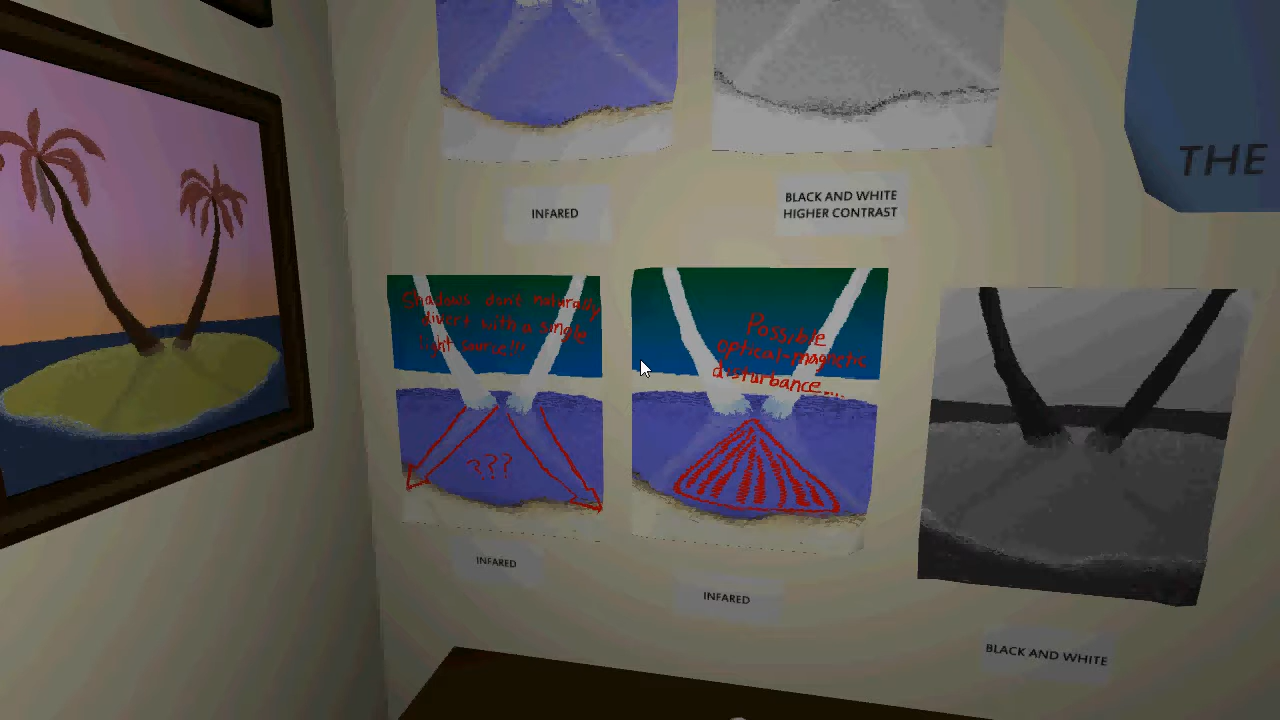 THE
INFARED
BLACK AND WHITE
HIGHER CONTRAST
Shadows don't naturally
divert with a single
light source!!!
???
Possible
optical-magnetic
disturbance....
INFARED
INFARED
BLACK AND WHITE